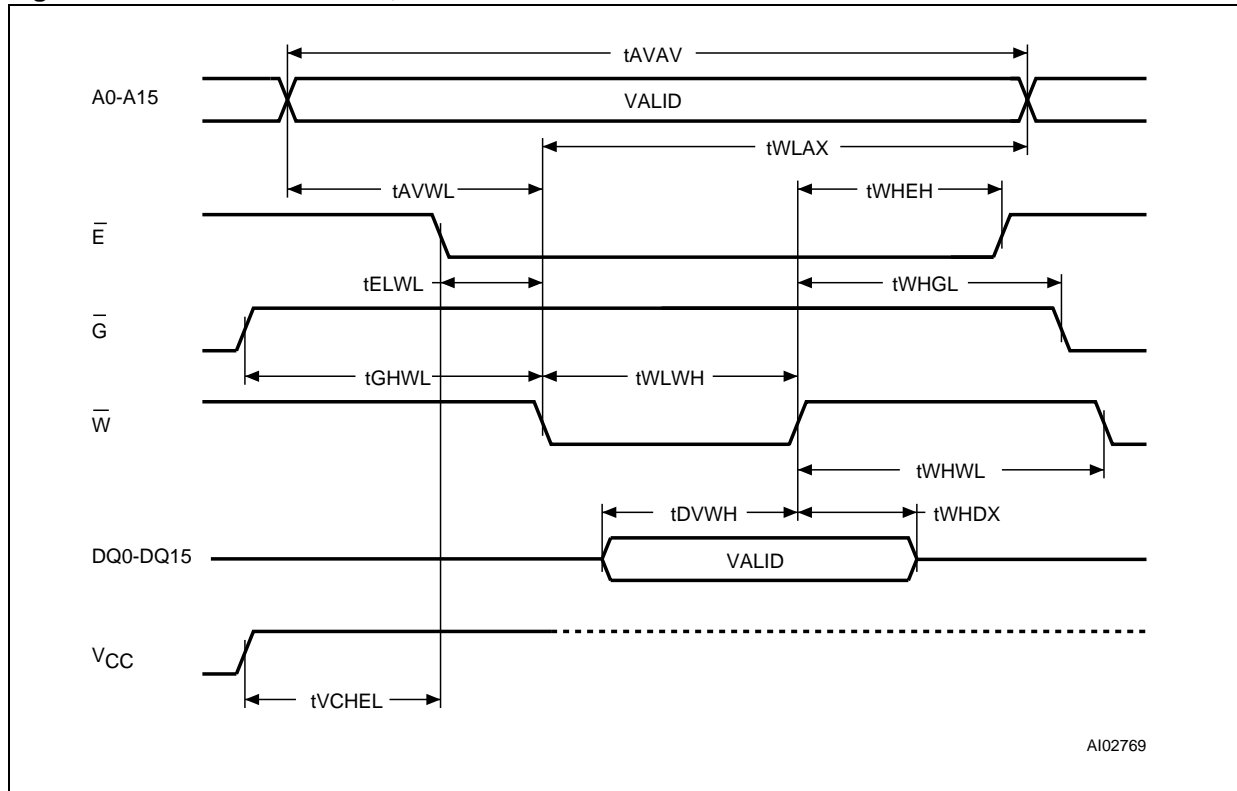 tAVAV
A0-A15
VALID
tWLAX
tAVWL
tWHEH
E
tELWL
tWHGL
G
tGHWL
tWLWH
W
tWHWL
tDVWH
tWHDX
DQ0-DQ15
VALID
VCC
tVCHEL
AI02769